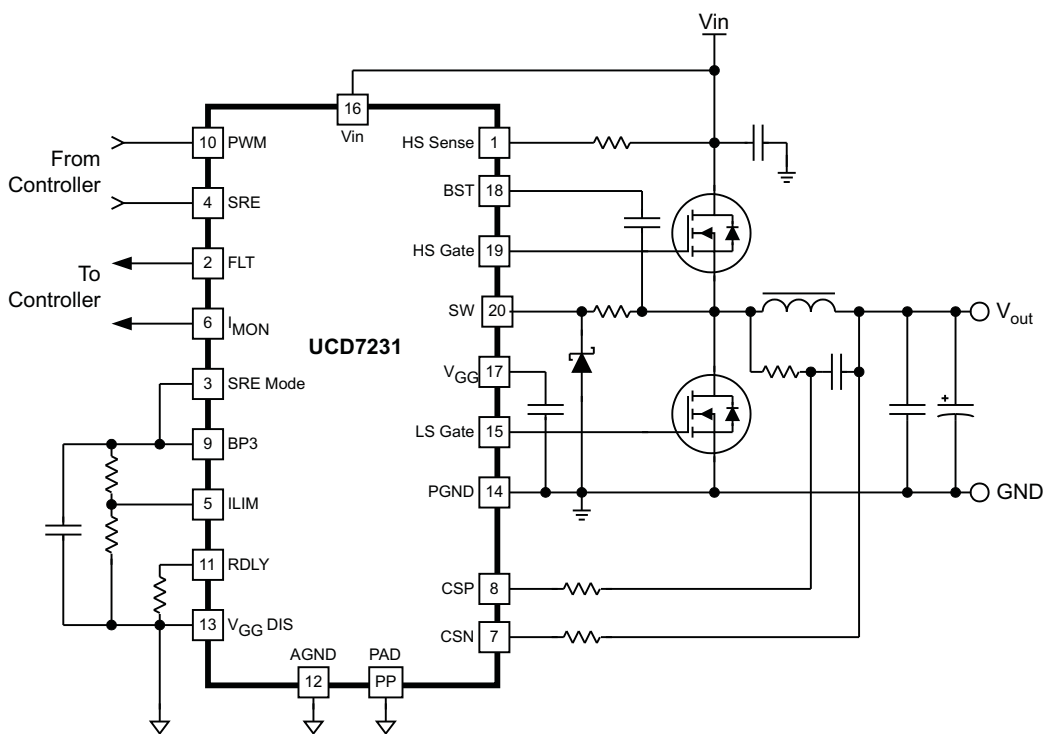 Vin
16
Vin
10 PWM
HS Sense 1
From
Controller
BST 18
4 SRE
HS Gate 19
2 FLT
To
Controller
SW 20
Vout
6 IMON
UCD7231
VGG 17
3 SRE Mode
+
LS Gate 15
9 BP3
PGND 14
GND
5 ILIM
11 RDLY
CSP 8
13 VGG DIS
CSN 7
AGND PAD
12 PP